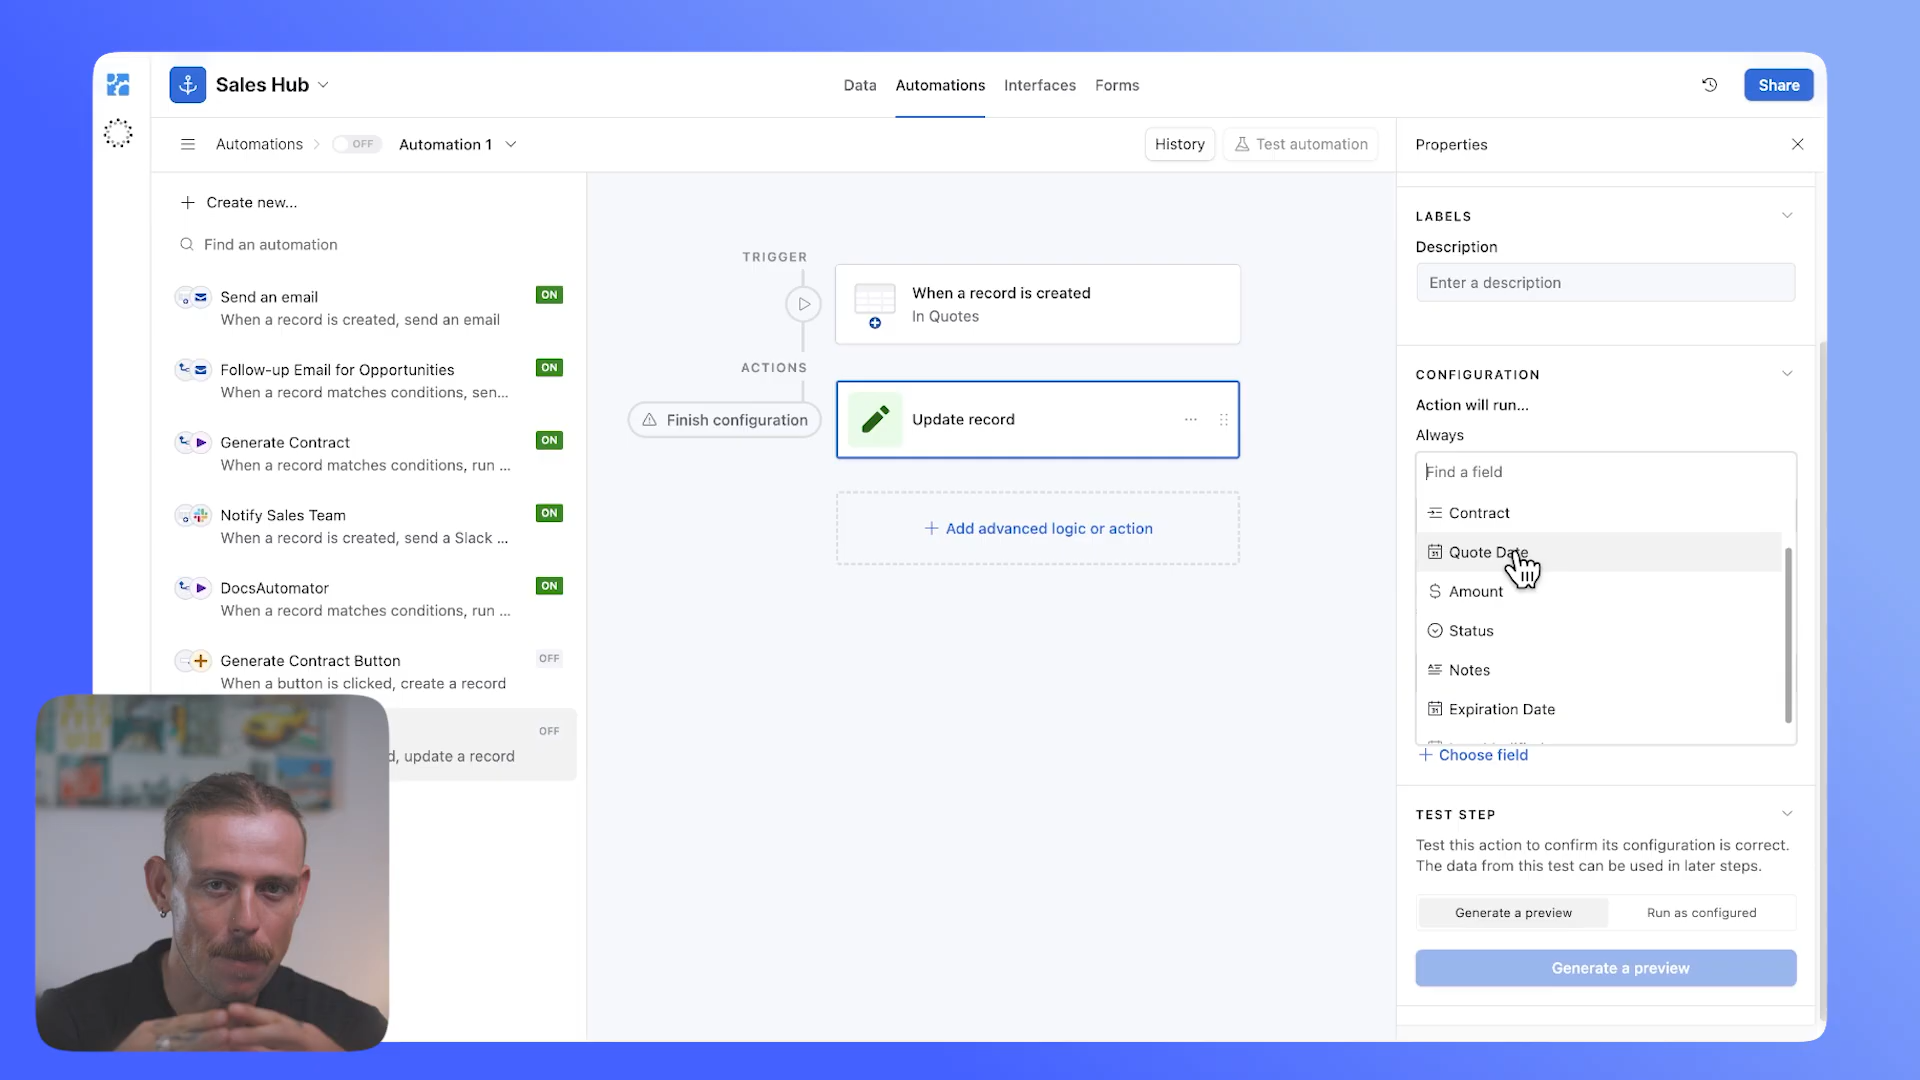 Sales Hub
Data
Automations
Interfaces
Forms
Share
Automations
OFF
Automation 1
History
Test automation
Properties
Create new...
Find an automation
Send an email
ON
When a record is created, send an email
Follow-up Email for Opportunities
ON
When a record matches conditions, sen...
Generate Contract
ON
When a record matches conditions, run ...
Notify Sales Team
ON
When a record is created, send a Slack ...
DocsAutomator
ON
When a record matches conditions, run ...
Generate Contract Button
OFF
When a button is clicked, create a record
OFF
d, update a record
TRIGGER
When a record is created
In Quotes
ACTIONS
Finish configuration
Update record
Add advanced logic or action
LABELS
Description
Enter a description
CONFIGURATION
Action will run...
Always
Find a field
Contract
Quote Date
Amount
Status
Notes
Expiration Date
Choose field
TEST STEP
Test this action to confirm its configuration is correct.
The data from this test can be used in later steps.
Generate a preview
Run as configured
Generate a preview